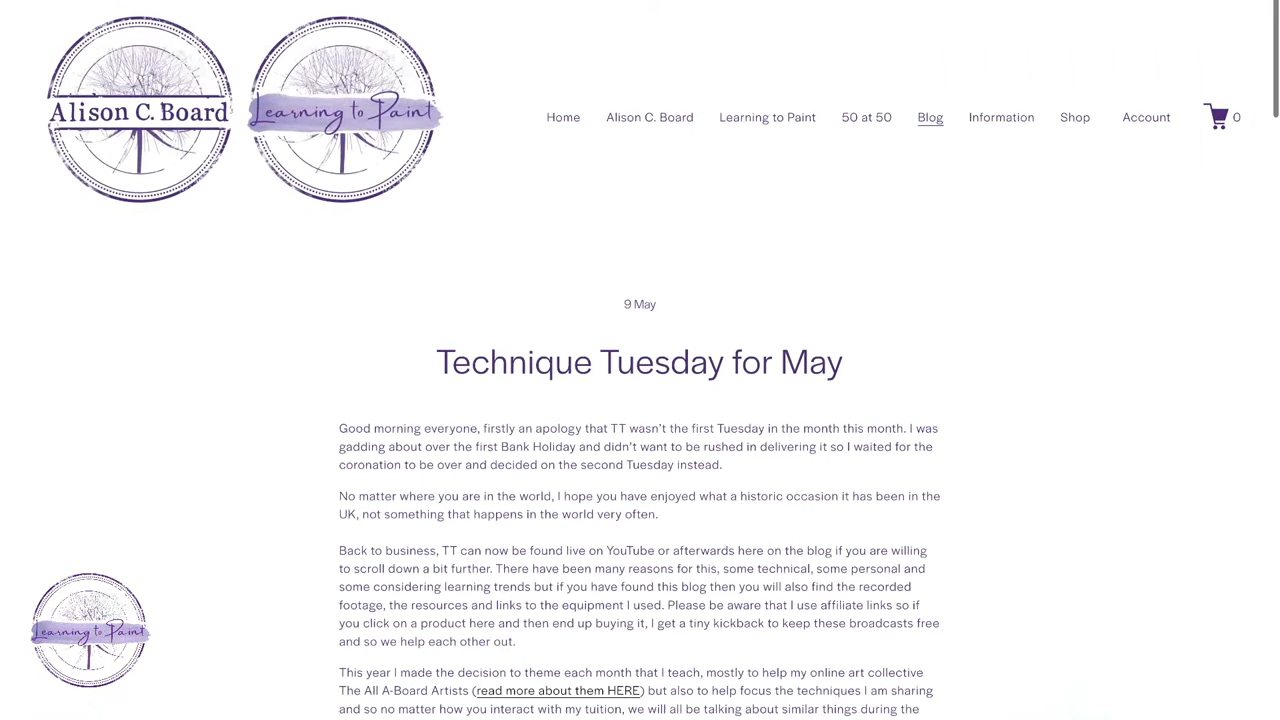 Alison C. Board
Learning to Paint
Home Alison C. Board Learning to Paint 50 at 50 Blog Information Shop Account 0
9 May
Technique Tuesday for May
Good morning everyone, firstly an apology that TT wasn't the first Tuesday in the month this month. I was
gadding about over the first Bank Holiday and didn't want to be rushed in delivering it so I waited for the
coronation to be over and decided on the second Tuesday instead.
No matter where you are in the world, I hope you have enjoyed what a historic occasion it has been in the
UK, not something that happens in the world very often.
Back to business, TT can now be found live on YouTube or afterwards here on the blog if you are willing
to scroll down a bit further. There have been many reasons for this, some technical, some personal and
some considering learning trends but if you have found this blog then you will also find the recorded
footage, the resources and links to the equipment I used. Please be aware that I use affiliate links so if
you click on a product here and then end up buying it, I get a tiny kickback to keep these broadcasts free
and so we help each other out.
Learning to Paint
This year I made the decision to theme each month that I teach, mostly to help my online art collective
The All A-Board Artists (read more about them HERE) but also to help focus the techniques I am sharing
and so no matter how you interact with my tuition, we will all be talking about similar things during the